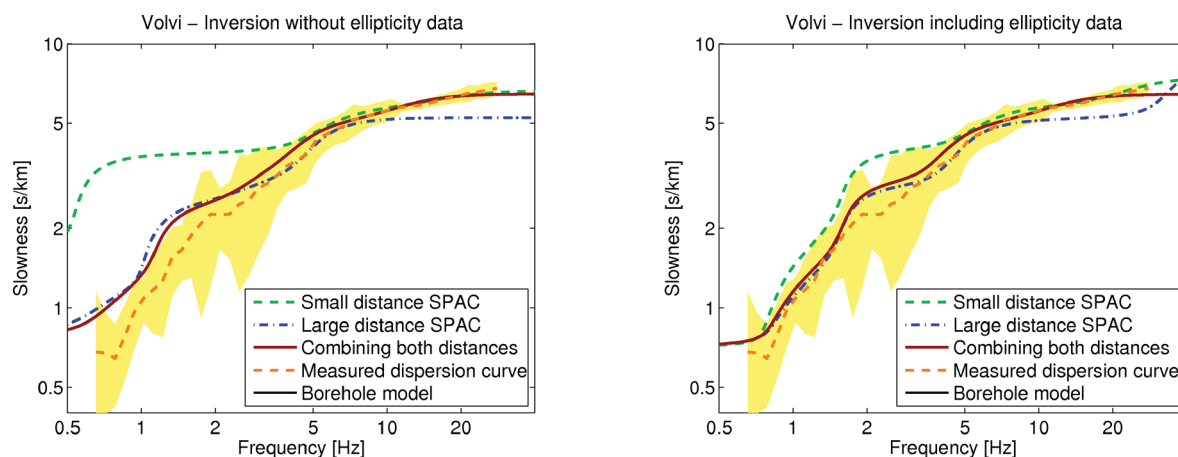 Volvi – Inversion without ellipticity data
10
5
2
1
0.5
Slowness [s/km]
Small distance SPAC
Large distance SPAC
Combining both distances
Measured dispersion curve
Borehole model
0.5 1 2 5 10 20
Frequency [Hz]
Volvi – Inversion including ellipticity data
10
5
2
1
0.5
Slowness [s/km]
Small distance SPAC
Large distance SPAC
Combining both distances
Measured dispersion curve
Borehole model
0.5 1 2 5 10 20
Frequency [Hz]